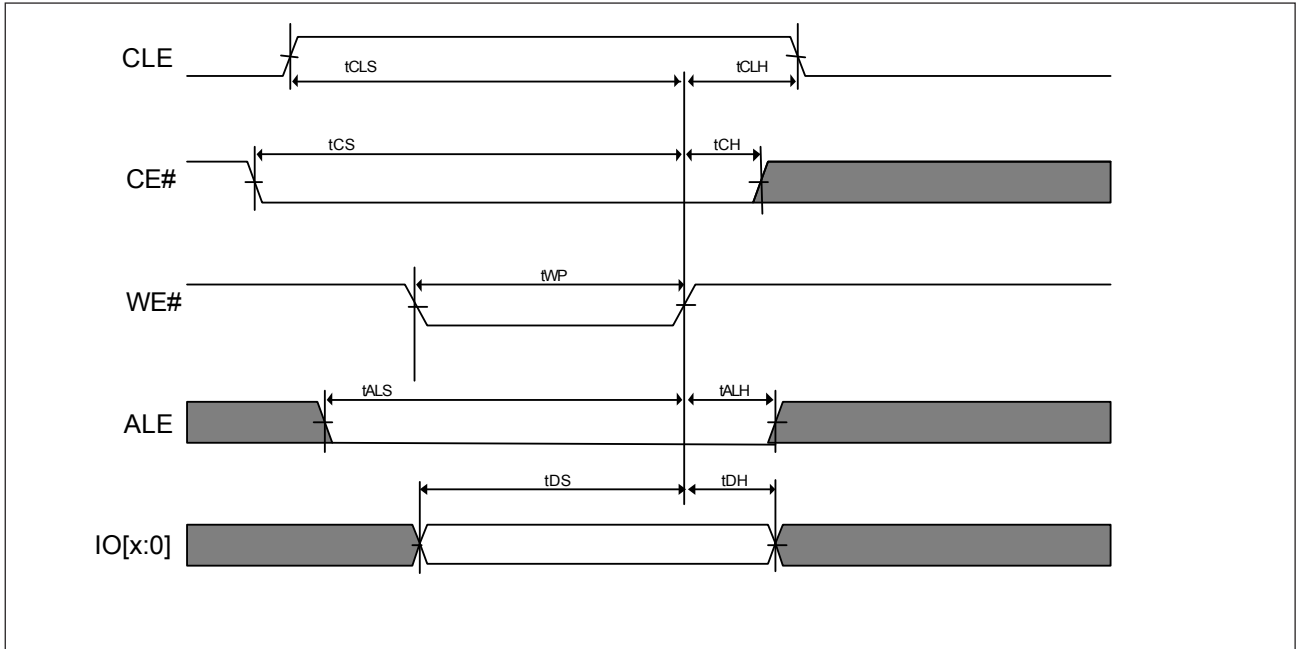 CLE
tCLS
tCLH
CE#
tCS
tCH
WE#
tWP
ALE
tALS
tALH
IO[x:0]
tDS
tDH